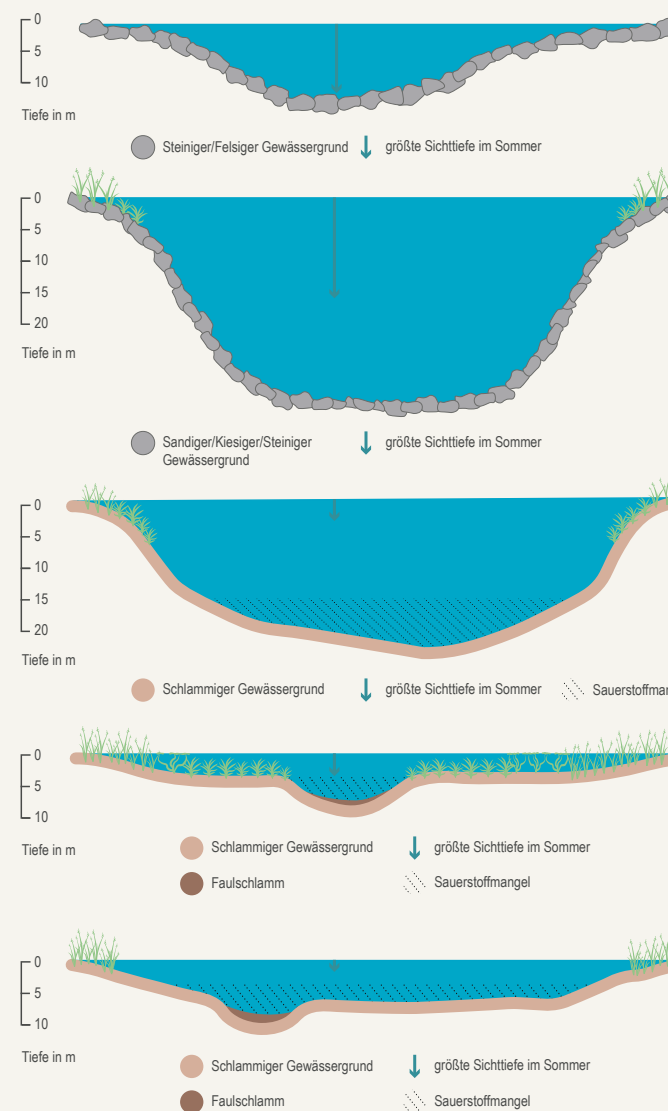 0
5
10
Tiefe in m
Steiniger/Felsiger Gewässergrund größte Sichttiefe im Sommer
0
5
10
15
20
Tiefe in m
Sandiger/Kiesiger/Steiniger größte Sichttiefe im Sommer
Gewässergrund
0
5
10
15
20
Tiefe in m
Schlammiger Gewässergrund größte Sichttiefe im Sommer Sauerstoffman
0
5
10
Tiefe in m
Schlammiger Gewässergrund größte Sichttiefe im Sommer
Faulschlamm Sauerstoffmangel
0
5
10
Tiefe in m
Schlammiger Gewässergrund größte Sichttiefe im Sommer
Faulschlamm Sauerstoffmangel